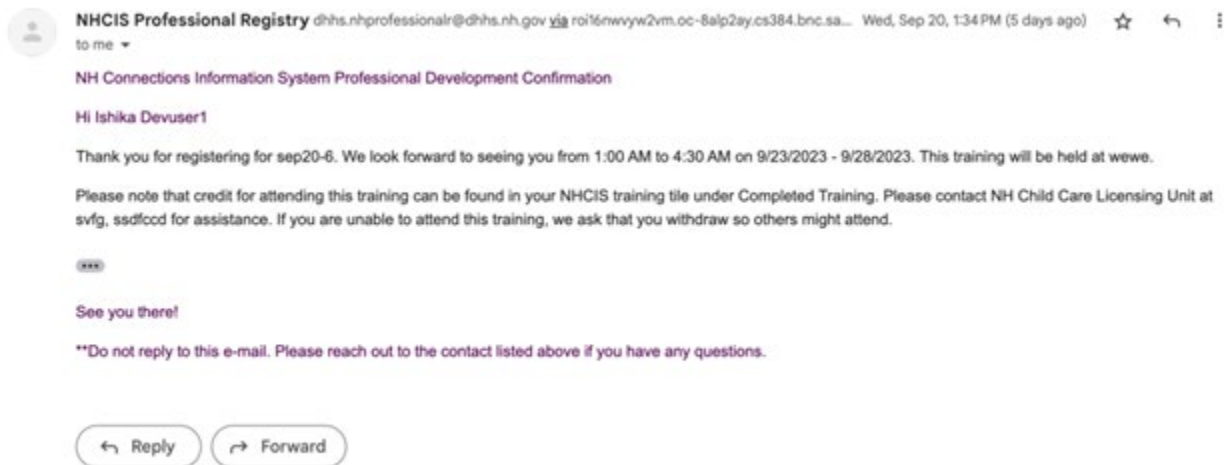 NHCIS Professional Registry dhhs.nhprofessionalr@dhhs.nh.gov via roi16nwvyw2vm.oc-8alp2ay.cs384.bnc.sa... Wed, Sep 20, 1:34 PM (5 days ago)
to me
NH Connections Information System Professional Development Confirmation
Hi Ishika Devuser1
Thank you for registering for sep20-6. We look forward to seeing you from 1:00 AM to 4:30 AM on 9/23/2023 - 9/28/2023. This training will be held at wewe.
Please note that credit for attending this training can be found in your NHCIS training tile under Completed Training. Please contact NH Child Care Licensing Unit at
svfg, ssdfccd for assistance. If you are unable to attend this training, we ask that you withdraw so others might attend.
See you there!
**Do not reply to this e-mail. Please reach out to the contact listed above if you have any questions.
Reply Forward